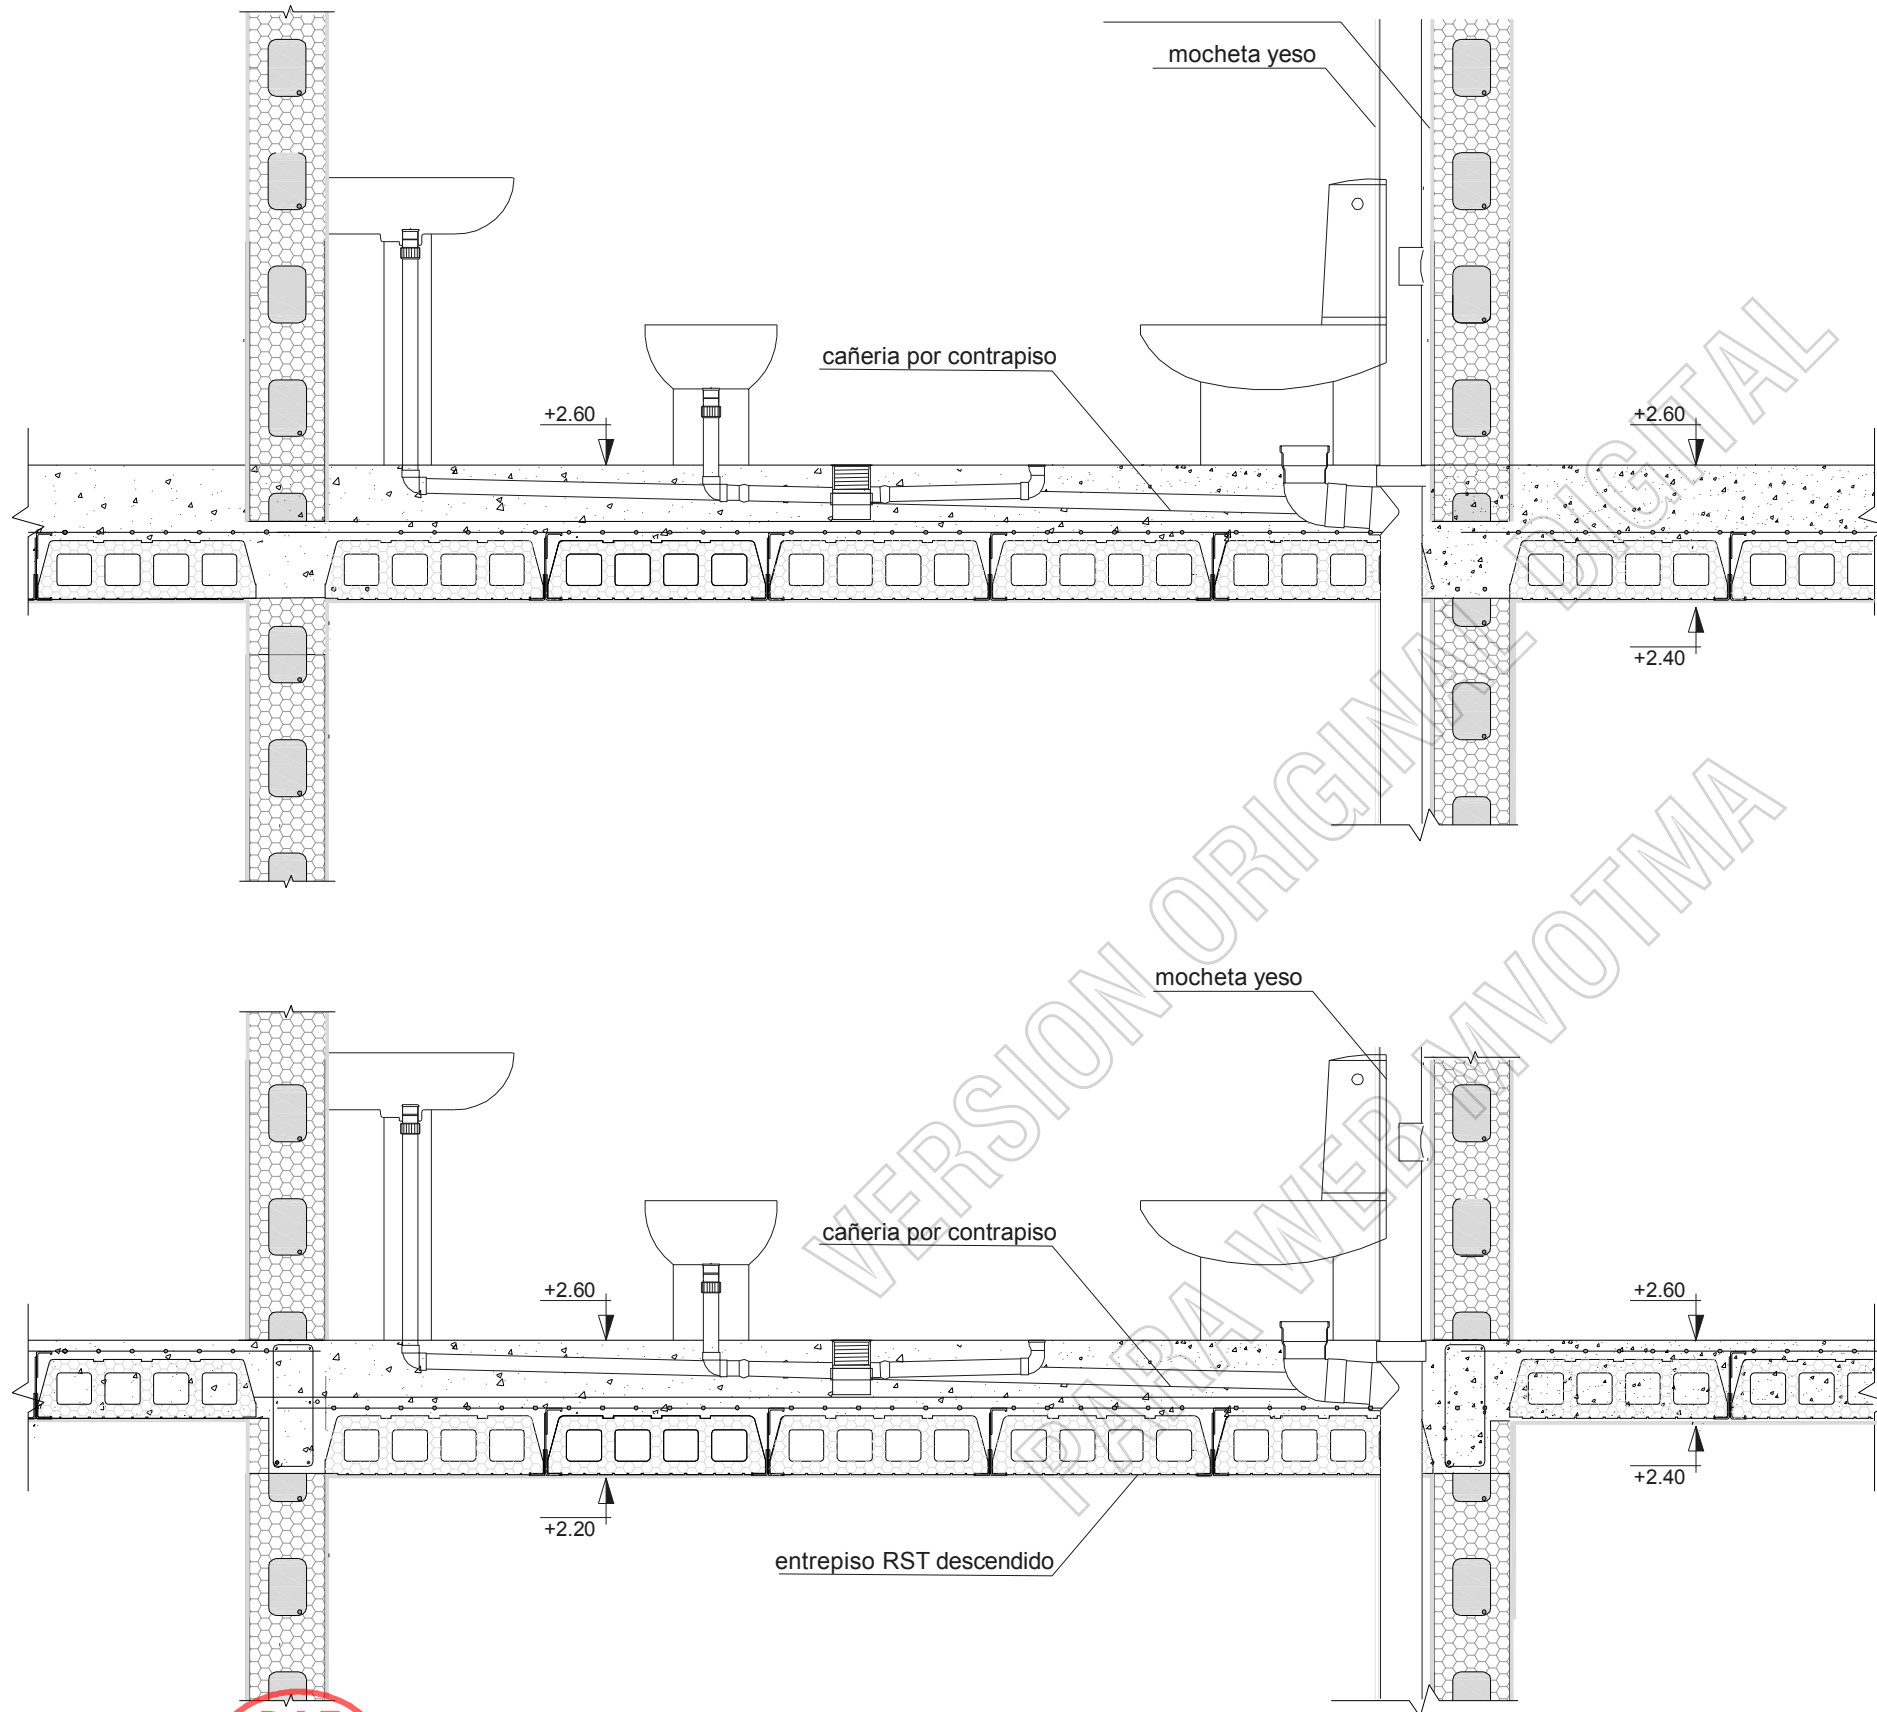 mocheta yeso
cañeria por contrapiso
+2.60
+2.60
+2.40
mocheta yeso
cañeria por contrapiso
+2.60
+2.60
+2.40
+2.20
entrepiso RST descendido
VERSION ORIGINAL DIGITAL
PARA WEB MVOTMA